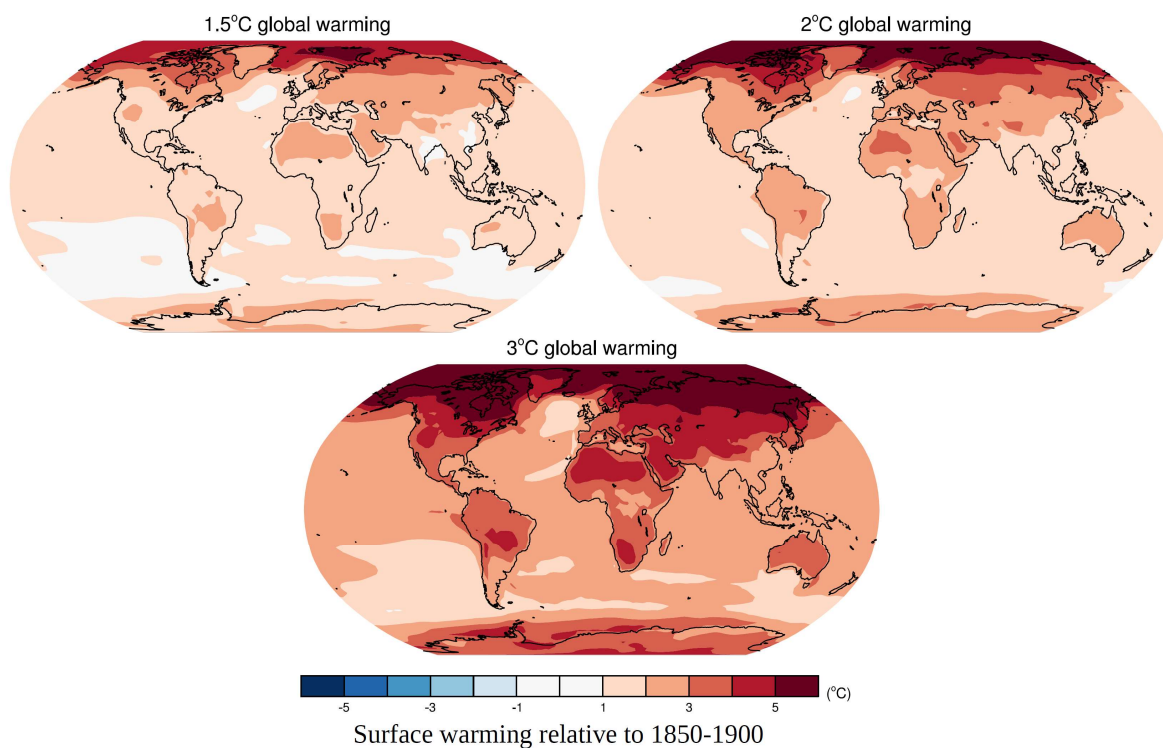 1.5°C global warming
2°C global warming
3°C global warming
-5 -3 -1 1 3 5 (°C)
Surface warming relative to 1850-1900